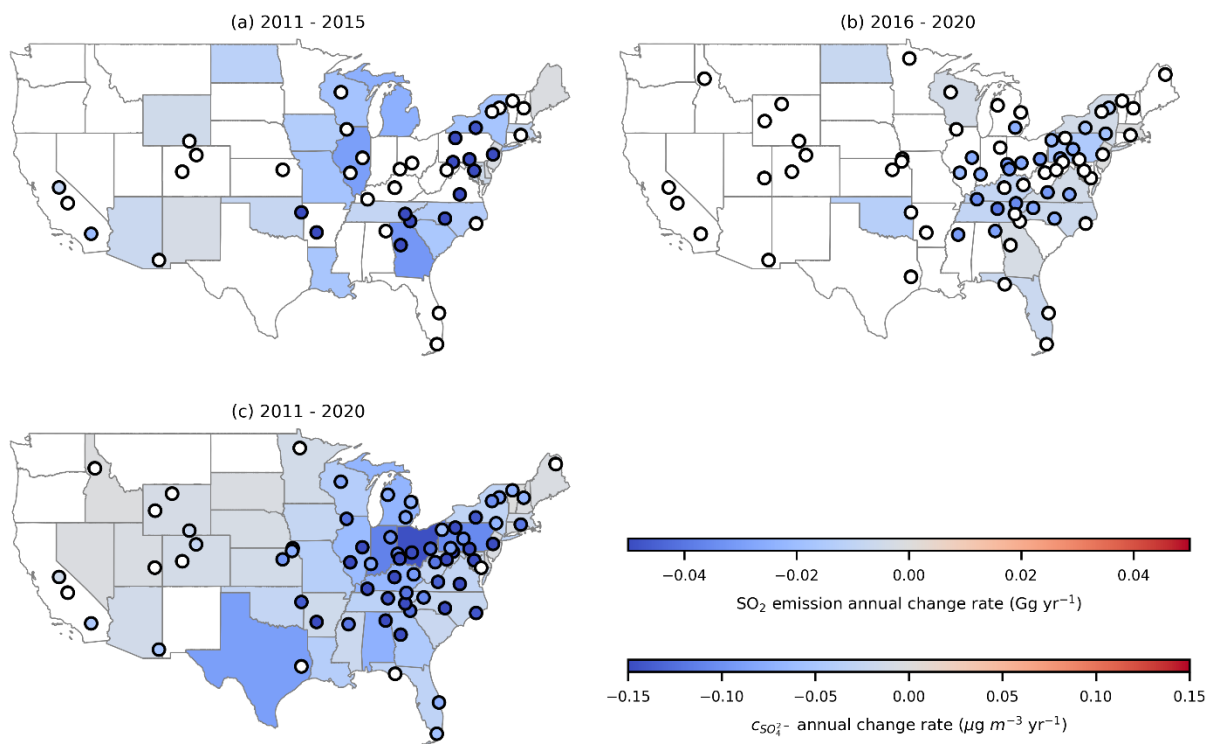 (a) 2011 - 2015
(b) 2016 - 2020
(c) 2011 - 2020
−0.04 −0.02 0.00 0.02 0.04
SO₂ emission annual change rate (Gg yr⁻¹)
−0.15 −0.10 −0.05 0.00 0.05 0.10 0.15
c_{SO₄²⁻} annual change rate (μg m⁻³ yr⁻¹)